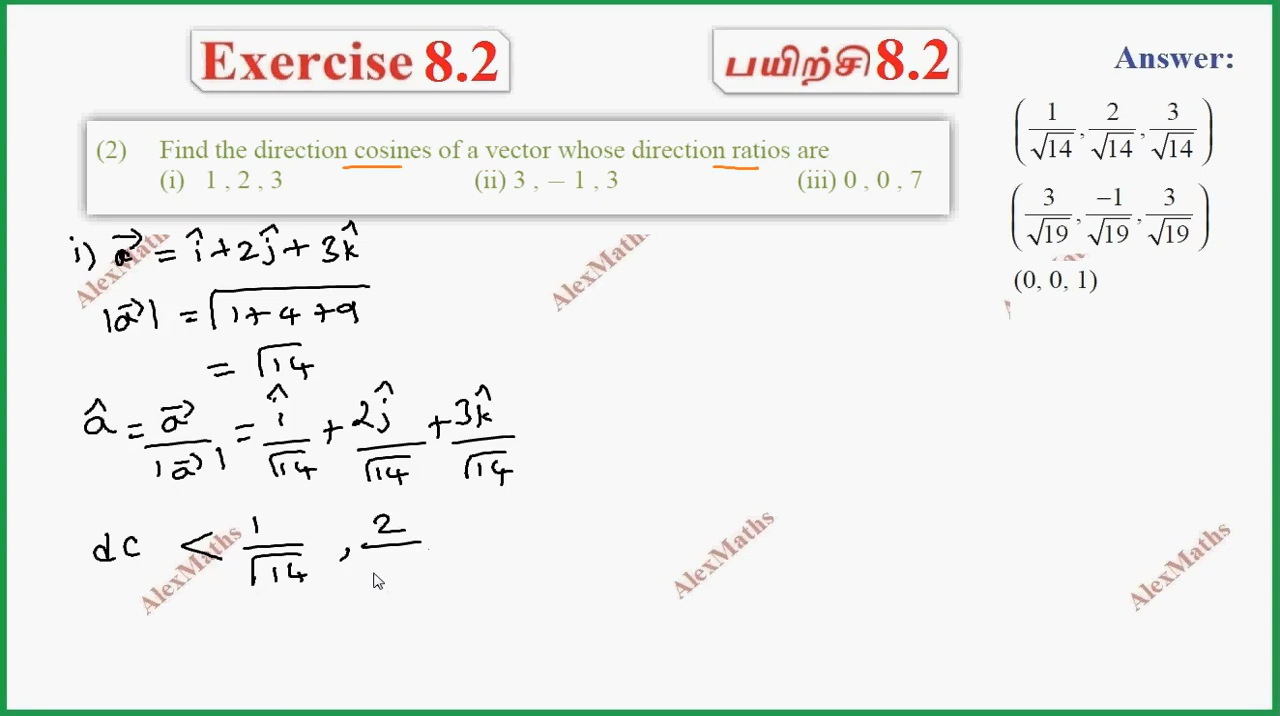 Exercise 8.2
பயிற்சி 8.2
Answer:
(2) Find the direction cosines of a vector whose direction ratios are
(i) 1 , 2 , 3 (ii) 3 , − 1 , 3 (iii) 0 , 0 , 7
(1/√14, 2/√14, 3/√14)
(3/√19, −1/√19, 3/√19)
(0, 0, 1)
i) a⃗ = î + 2ĵ + 3k̂
|a⃗| = √1 + 4 + 9
= √14
â = a⃗/|a⃗| = î/√14 + 2ĵ/√14 + 3k̂/√14
dc < 1/√14 , 2/
AlexMaths
AlexMaths
AlexMaths
AlexMaths
AlexMaths